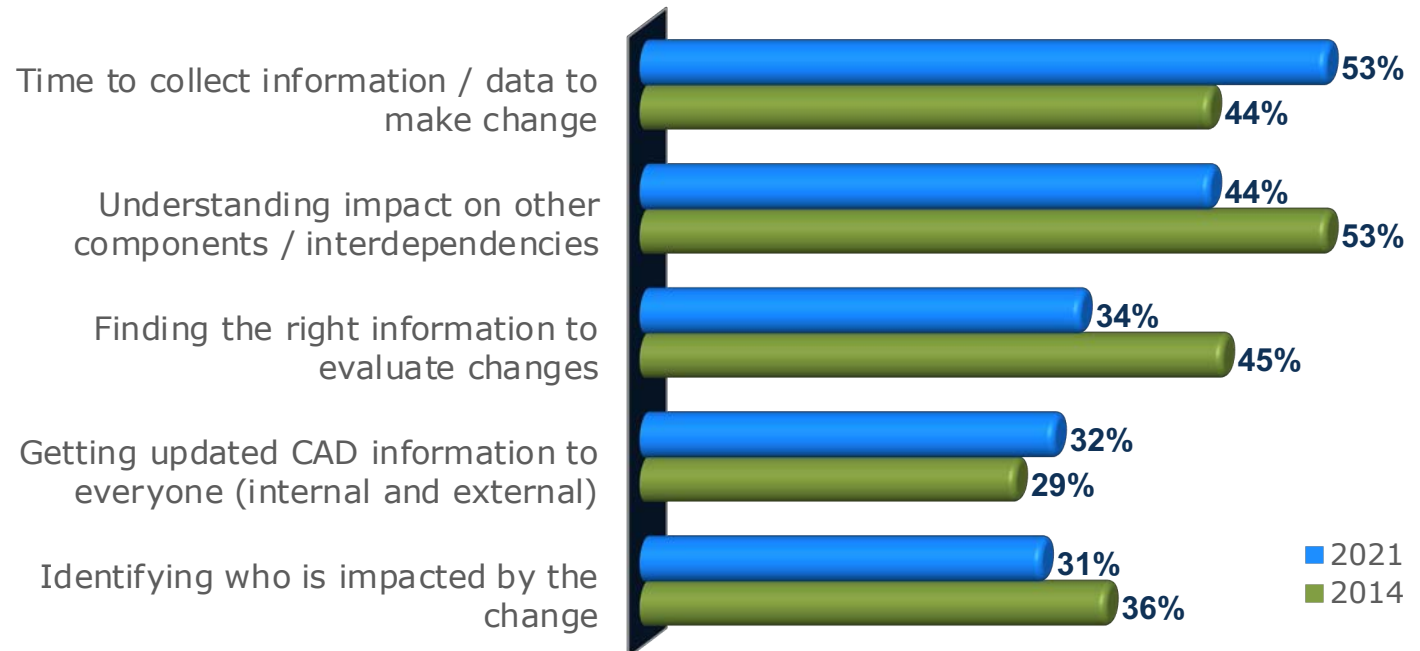 Time to collect information / data to
make change
53%
44%
Understanding impact on other
components / interdependencies
44%
53%
Finding the right information to
evaluate changes
34%
45%
Getting updated CAD information to
everyone (internal and external)
32%
29%
Identifying who is impacted by the
change
31%
36%
2021
2014